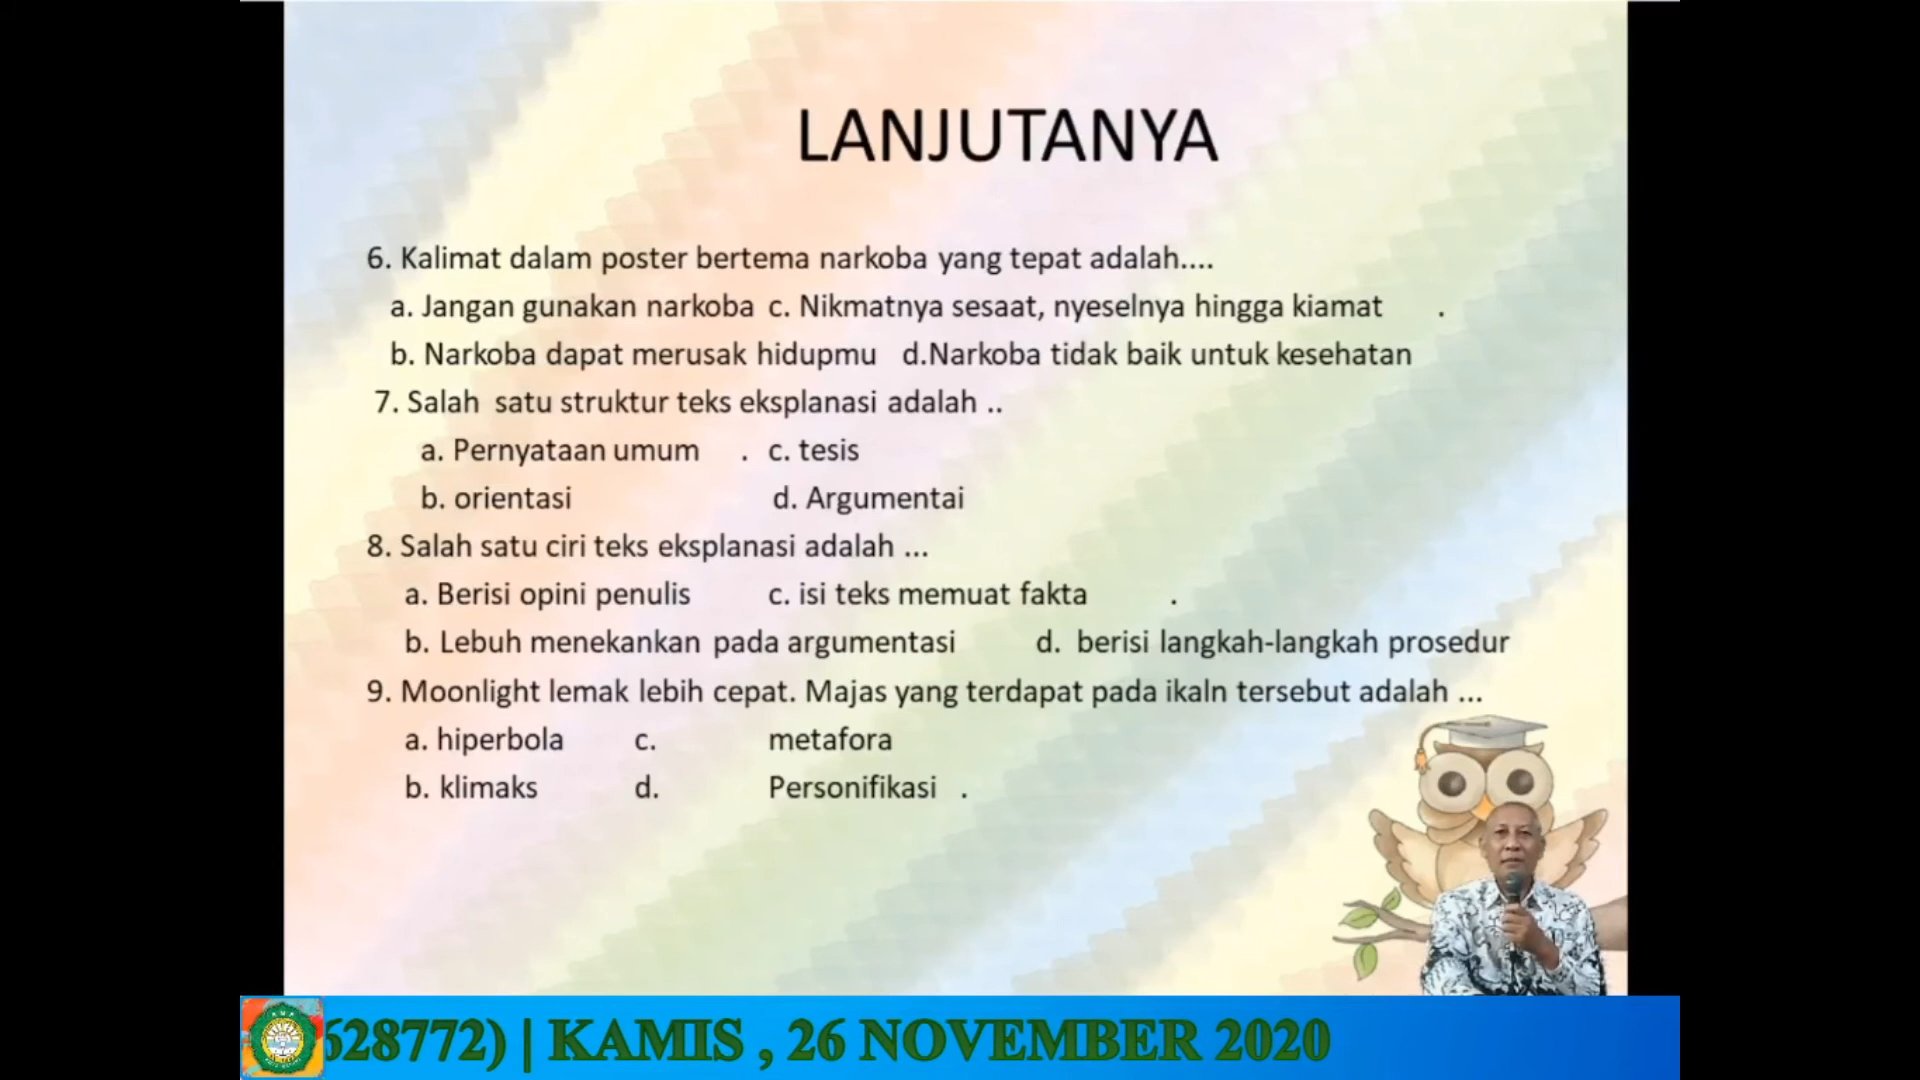 LANJUTANYA
6. Kalimat dalam poster bertema narkoba yang tepat adalah....
a. Jangan gunakan narkoba c. Nikmatnya sesaat, nyeselnya hingga kiamat .
b. Narkoba dapat merusak hidupmu d.Narkoba tidak baik untuk kesehatan
7. Salah satu struktur teks eksplanasi adalah ..
a. Pernyataan umum . c. tesis
b. orientasi d. Argumentai
8. Salah satu ciri teks eksplanasi adalah ...
a. Berisi opini penulis c. isi teks memuat fakta .
b. Lebuh menekankan pada argumentasi d. berisi langkah-langkah prosedur
9. Moonlight lemak lebih cepat. Majas yang terdapat pada ikaln tersebut adalah ...
a. hiperbola c. metafora
b. klimaks d. Personifikasi .
628772) | KAMIS , 26 NOVEMBER 2020